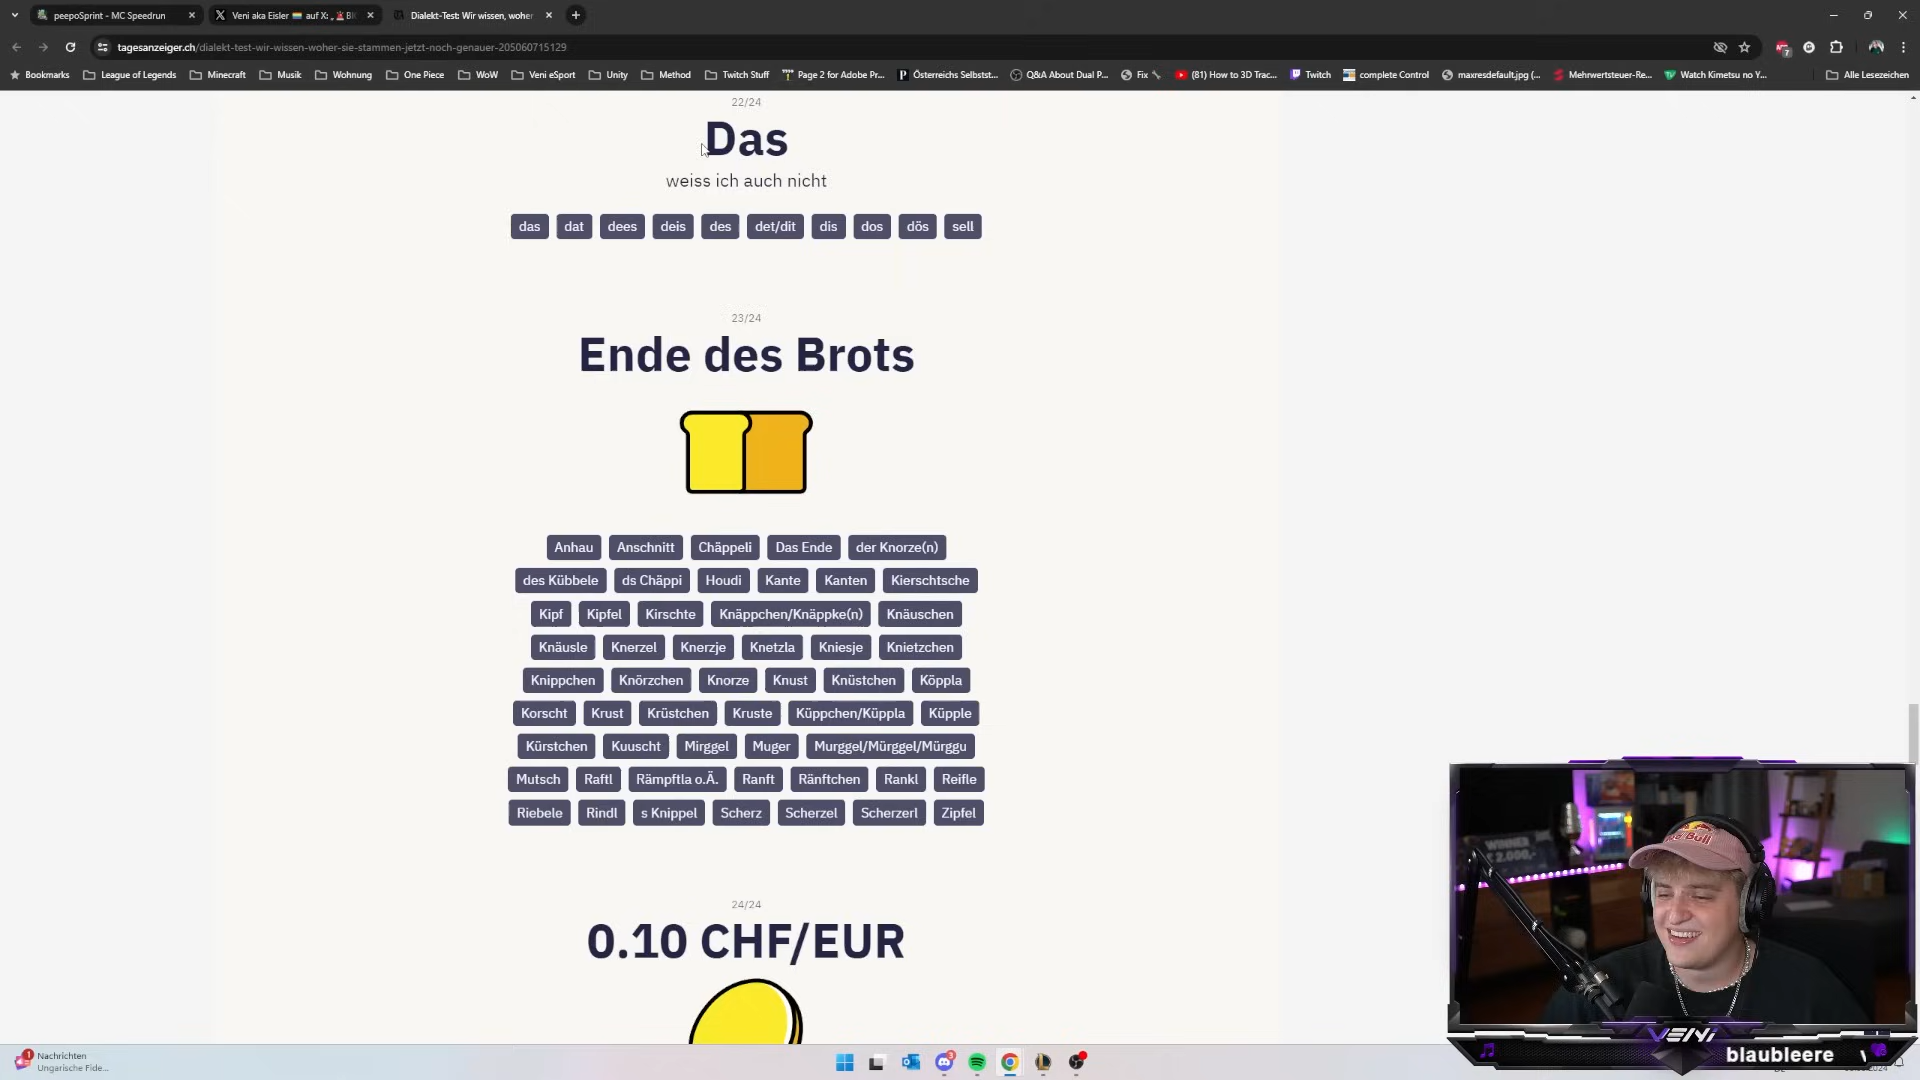 peepoSprint - MC Speedrun
Veni aka Eisler
auf X:
Dialekt-Test: Wir wissen, woher
tagesanzeiger.ch/dialekt-test-wir-wissen-woher-sie-stammen-jetzt-noch-genauer-205060715129
Bookmarks League of Legends Minecraft Musik Wohnung One Piece WoW Veni eSport Unity Method Twitch Stuff Page 2 for Adobe Pr... Österreichs Selbstst... Q&A About Dual P... Fix (81) How to 3D Trac... Twitch complete Control maxresdefault.jpg (... Mehrwertsteuer-Re... Watch Kimetsu no Y... Alle Lesezeichen
22/24
Das
weiss ich auch nicht
das dat dees deis des det/dit dis dos dös sell
23/24
Ende des Brots
Anhau Anschnitt Chäppeli Das Ende der Knorze(n)
des Kübbele ds Chäppi Houdi Kante Kanten Kierschtsche
Kipf Kipfel Kirschte Knäppchen/Knäppke(n) Knäuschen
Knäusle Knerzel Knerzje Knetzla Kniesje Knietzchen
Knippchen Knörzchen Knorze Knust Knüstchen Köppla
Korscht Krust Krüstchen Kruste Küppchen/Küppla Küpple
Kürstchen Kuuscht Mirggel Muger Murggel/Mürggel/Mürggu
Mutsch Raftl Rämpftla o.Ä. Ranft Ränftchen Rankl Reifle
Riebele Rindl s Knippel Scherz Scherzel Scherzerl Zipfel
24/24
0.10 CHF/EUR
WINNER
€ 2.000,-
Red Bull
VENI
blaubleere
1
Nachrichten
Ungarische Fide...